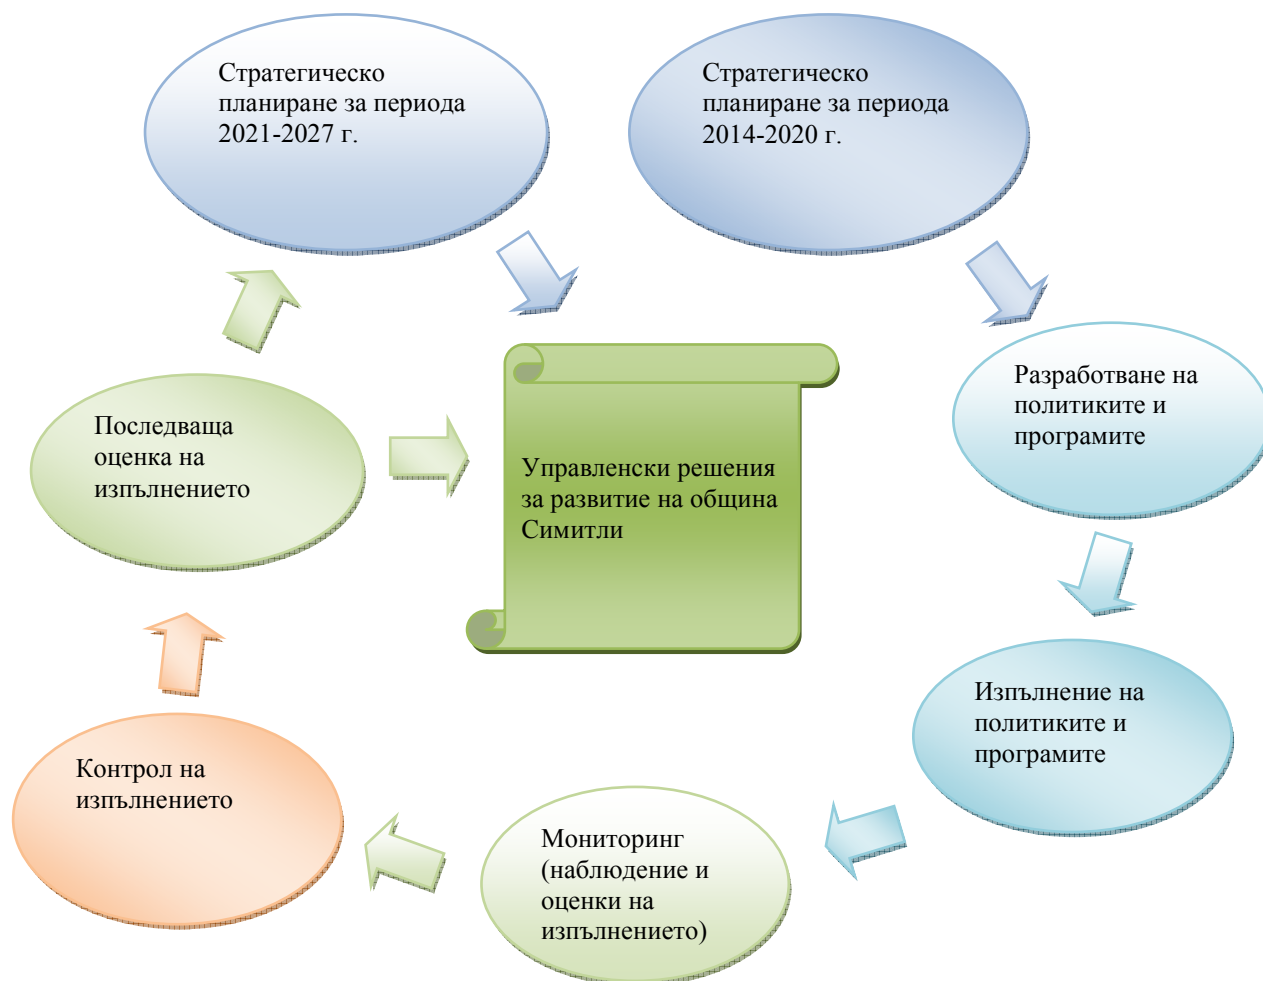 Стратегическо
планиране за периода
2021-2027 г.
Стратегическо
планиране за периода
2014-2020 г.
Разработване на
политиките и
програмите
Последваща
оценка на
изпълнението
Управленски решения
за развитие на община
Симитли
Изпълнение на
политиките и
програмите
Контрол на
изпълнението
Мониторинг
(наблюдение и
оценки на
изпълнението)